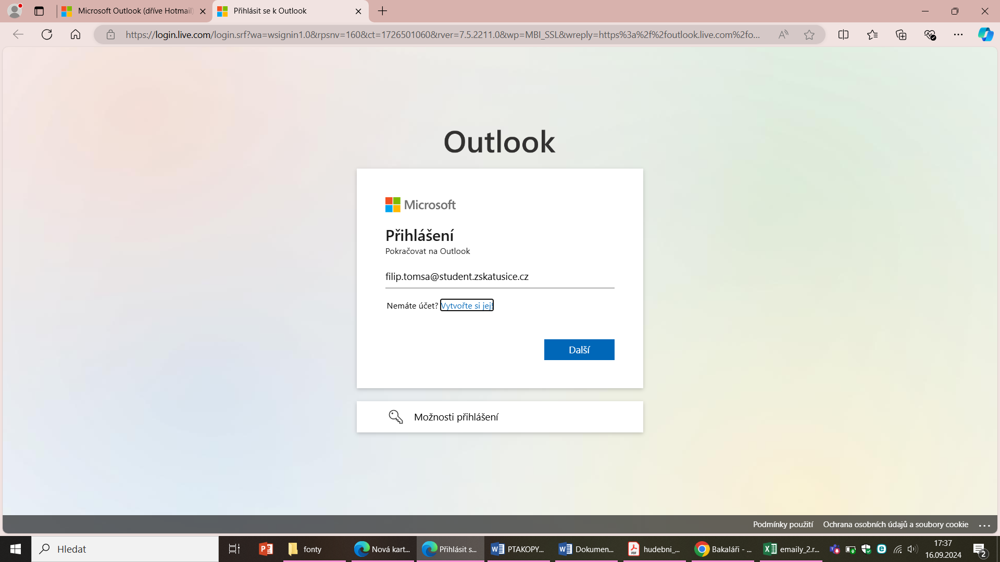 Microsoft Outlook (dříve Hotmail)
Přihlásit se k Outlook
https://login.live.com/login.srf?wa=wsignin1.0&rpsnv=160&ct=1726501060&rver=7.5.2211.0&wp=MBI_SSL&wreply=https%3a%2f%2foutlook.live.com%2fo...
Outlook
Microsoft
Přihlášení
Pokračovat na Outlook
filip.tomsa@student.zskatusice.cz
Nemáte účet? Vytvořte si jej!
Další
Možnosti přihlášení
Podmínky použití Ochrana osobních údajů a soubory cookie ...
Hledat
fonty
Nová kart...
Přihlásit s...
PTAKOPY...
Dokumen...
hudebni_...
Bakaláři - ...
emaily_2.r...
17:37
16.09.2024
2